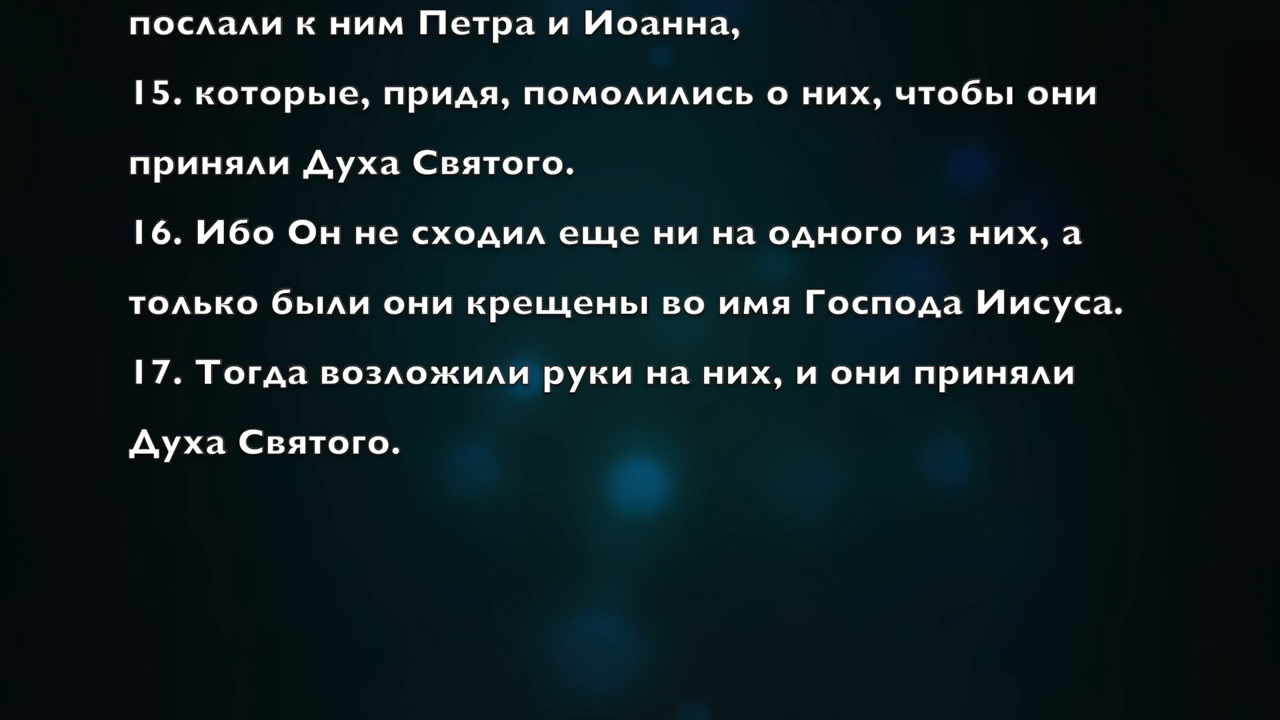 послали к ним Петра и Иоанна,
15. которые, придя, помолились о них, чтобы они
приняли Духа Святого.
16. Ибо Он не сходил еще ни на одного из них, а
только были они крещены во имя Господа Иисуса.
17. Тогда возложили руки на них, и они приняли
Духа Святого.